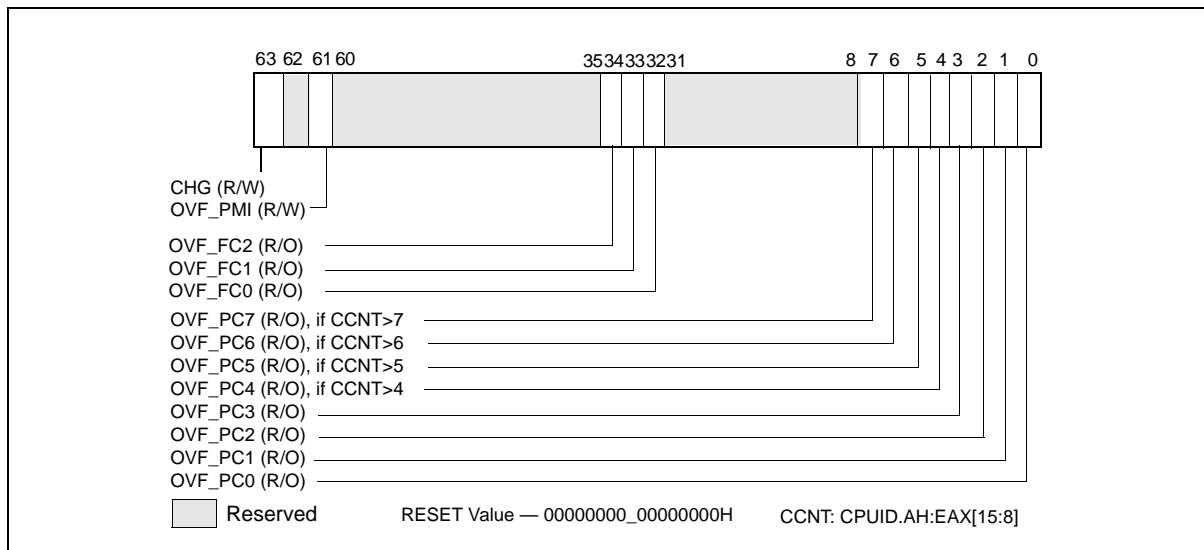 63 62 61 60 35 34 33 32 31 8 7 6 5 4 3 2 1 0
CHG (R/W)
OVF_PMI (R/W)
OVF_FC2 (R/O)
OVF_FC1 (R/O)
OVF_FC0 (R/O)
OVF_PC7 (R/O), if CCNT>7
OVF_PC6 (R/O), if CCNT>6
OVF_PC5 (R/O), if CCNT>5
OVF_PC4 (R/O), if CCNT>4
OVF_PC3 (R/O)
OVF_PC2 (R/O)
OVF_PC1 (R/O)
OVF_PC0 (R/O)
Reserved RESET Value — 00000000_00000000H CCNT: CPUID.AH:EAX[15:8]